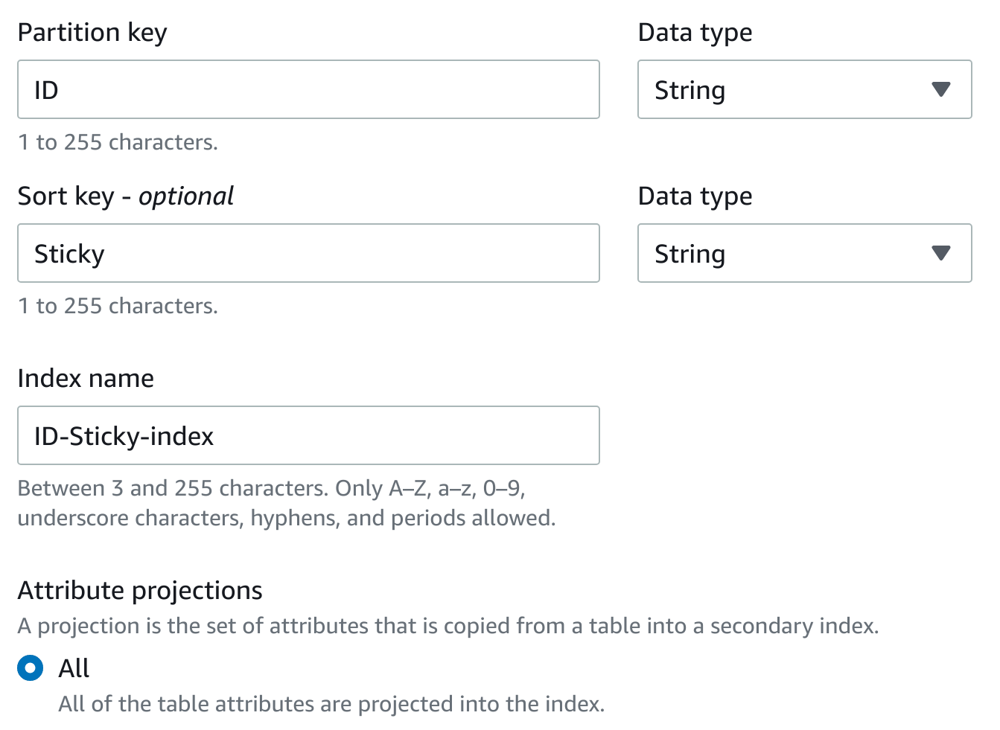 Partition key
Data type
ID
String
1 to 255 characters.
Sort key - optional
Data type
Sticky
String
1 to 255 characters.
Index name
ID-Sticky-index
Between 3 and 255 characters. Only A–Z, a–z, 0–9,
underscore characters, hyphens, and periods allowed.
Attribute projections
A projection is the set of attributes that is copied from a table into a secondary index.
All
All of the table attributes are projected into the index.